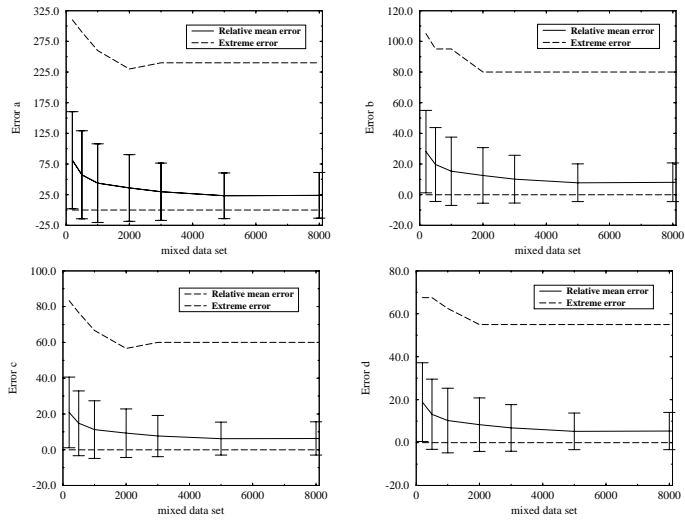 325.0
275.0
225.0
175.0
125.0
75.0
25.0
-25.0
Error a
Relative mean error
Extreme error
0 2000 4000 6000 8000
mixed data set
120.0
100.0
80.0
60.0
40.0
20.0
0.0
-20.0
Error b
Relative mean error
Extreme error
0 2000 4000 6000 8000
mixed data set
100.0
80.0
60.0
40.0
20.0
0.0
-20.0
Error c
Relative mean error
Extreme error
0 2000 4000 6000 8000
mixed data set
80.0
60.0
40.0
20.0
0.0
-20.0
Error d
Relative mean error
Extreme error
0 2000 4000 6000 8000
mixed data set